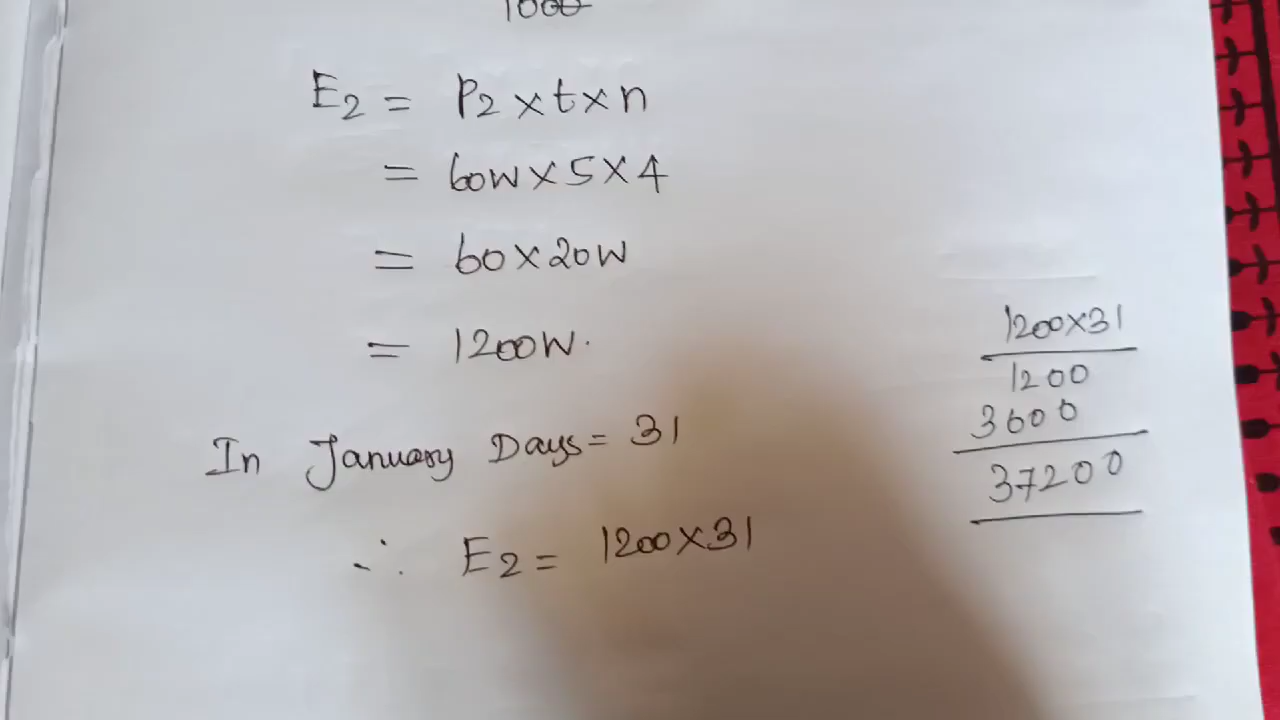 1000
E2 = P2 × t × n
= 60W × 5 × 4
= 60 × 20W
= 1200W.
In January Days = 31
∴ E2 = 1200 × 31
1200×31
1200
3600
37200